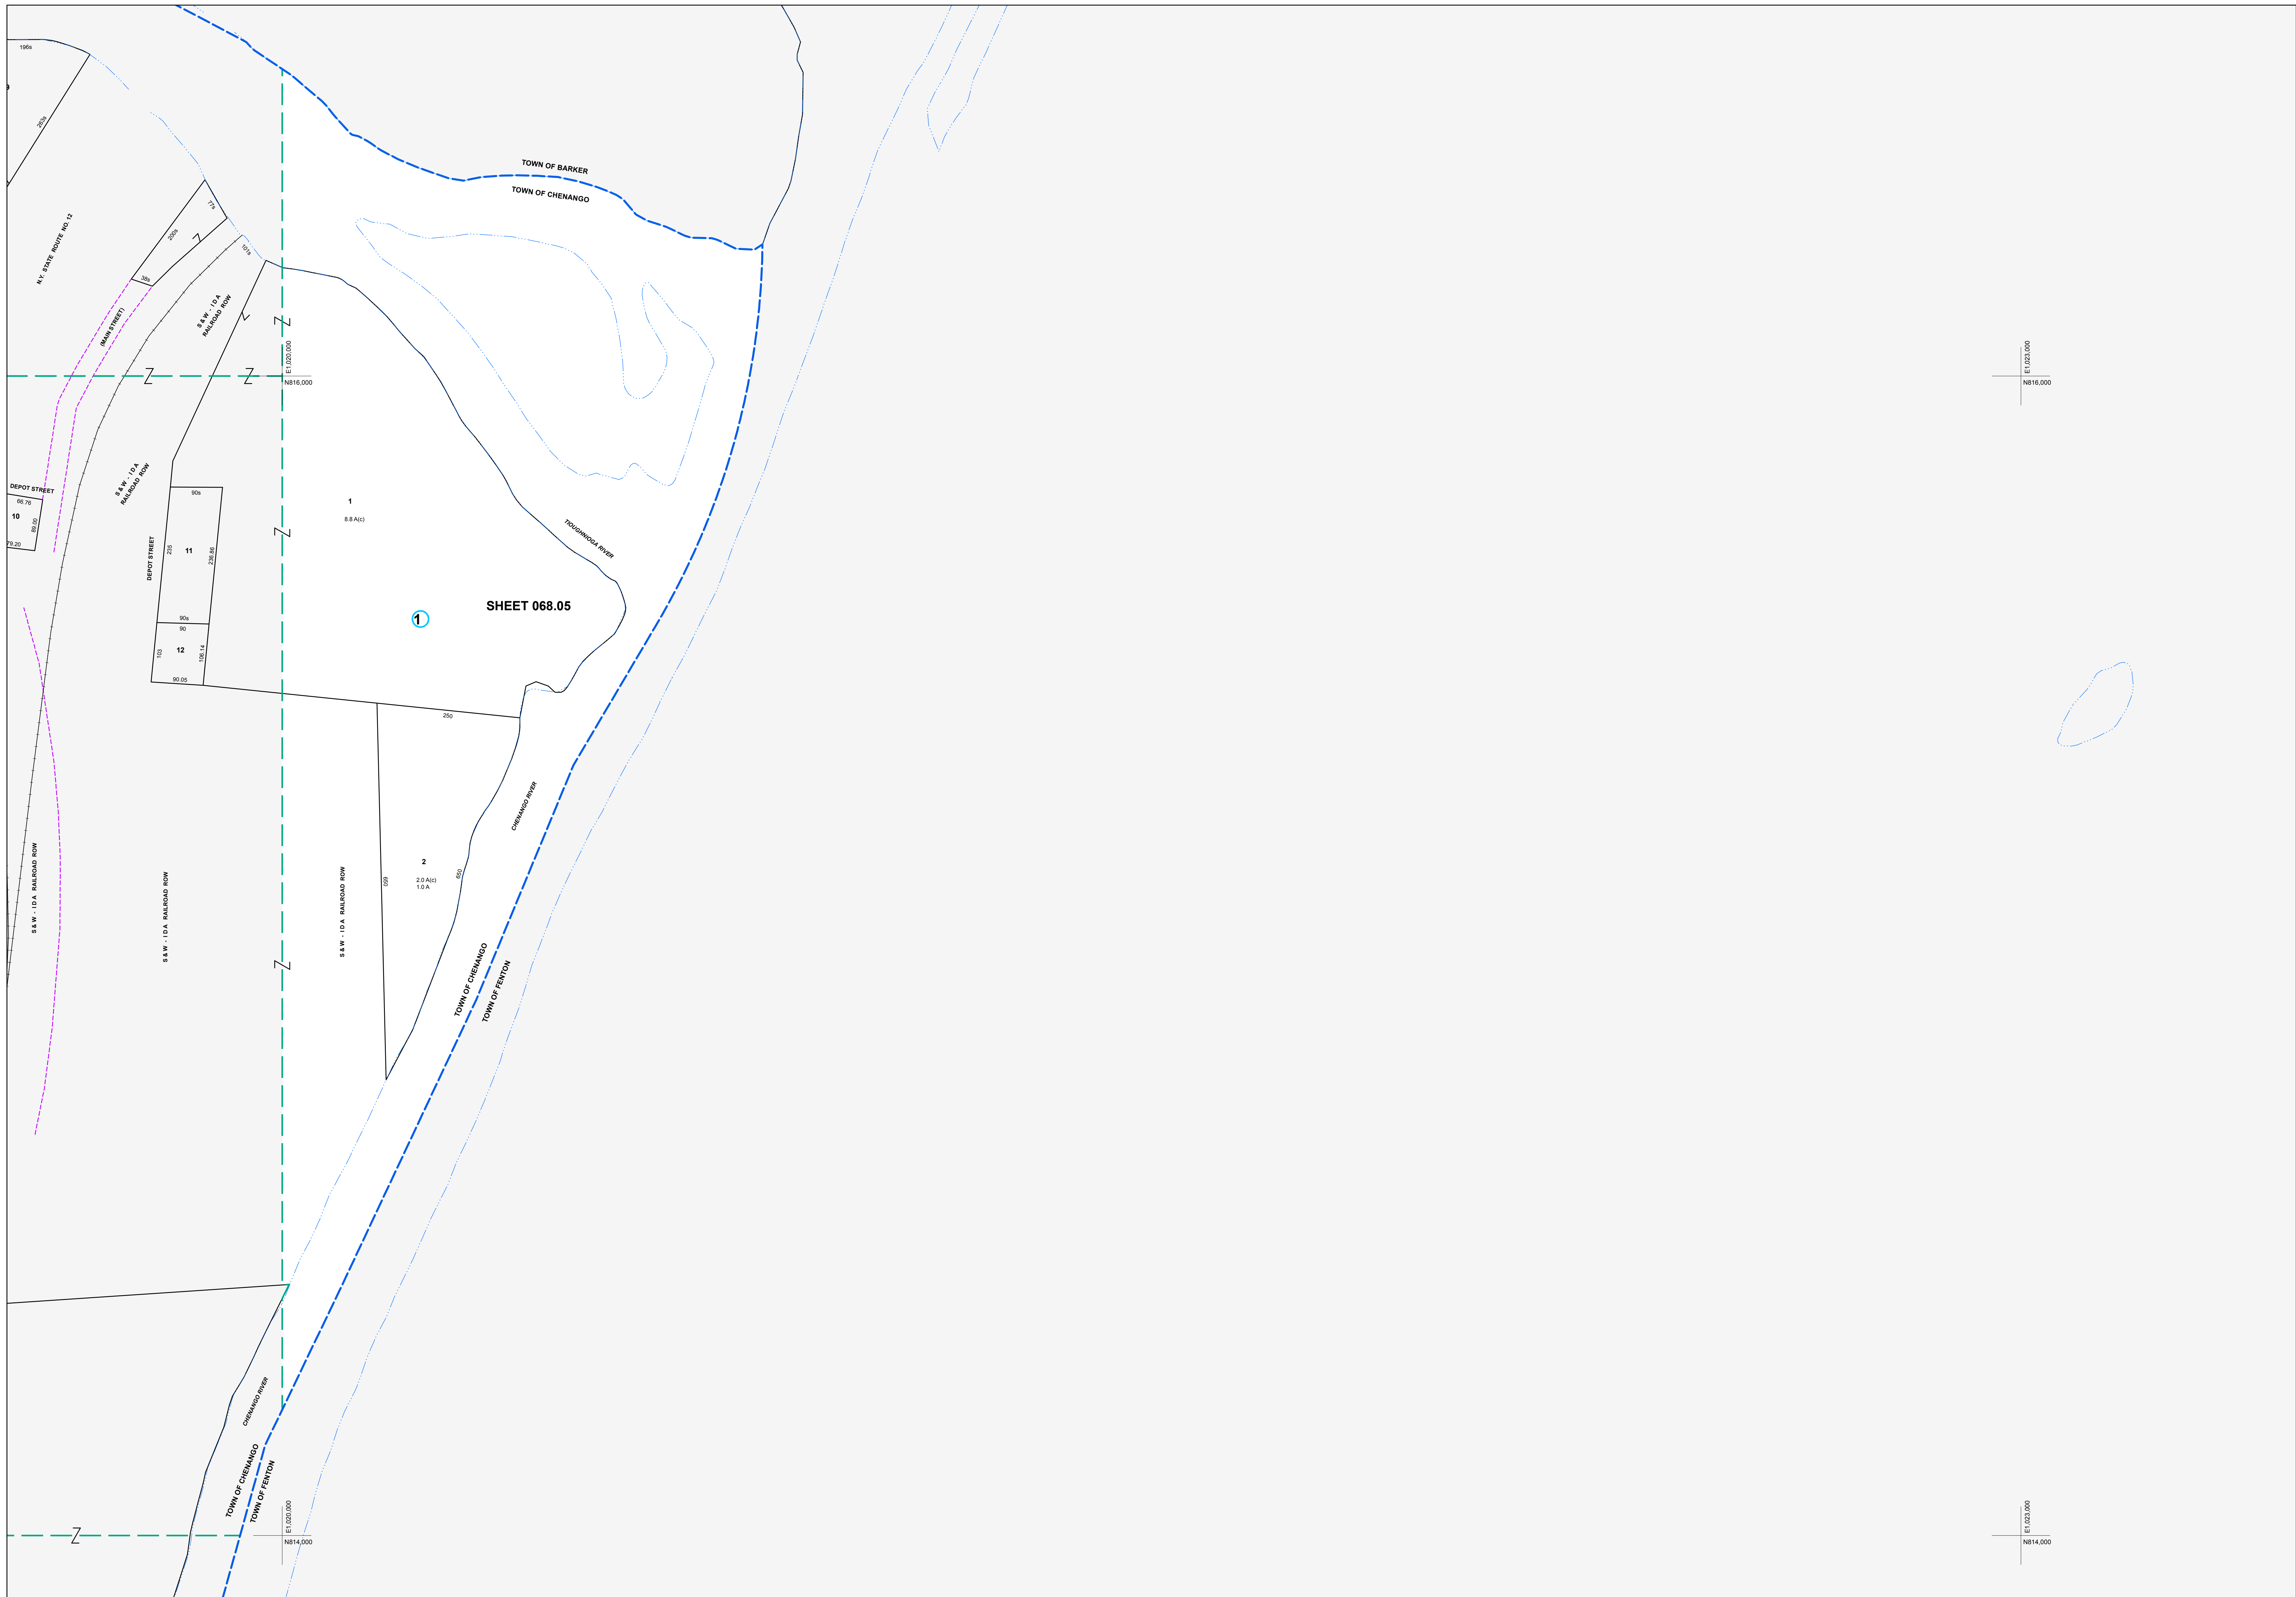 196s
263s
TOWN OF BARKER
TOWN OF CHENANGO
77s
200s
N.Y. STATE ROUTE NO. 12
101s
38s
S & W - I D A
RAILROAD ROW
(MAIN STREET)
E1,020,000
N816,000
E1,023,000
N816,000
S & W - I D A
RAILROAD ROW
DEPOT STREET
68.76
10
89.00
79.20
90s
1
8.8 A(c)
TIOUGHNIOGA RIVER
DEPOT STREET
235
11
236.86
SHEET 068.05
1
90s
90
103
12
106.14
90.05
250
CHENANGO RIVER
2
2.0 A(c)
1.0 A
660
650
S & W - I D A RAILROAD ROW
S & W - I D A RAILROAD ROW
S & W - I D A RAILROAD ROW
TOWN OF CHENANGO
TOWN OF FENTON
CHENANGO RIVER
TOWN OF CHENANGO
TOWN OF FENTON
E1,020,000
N814,000
E1,023,000
N814,000